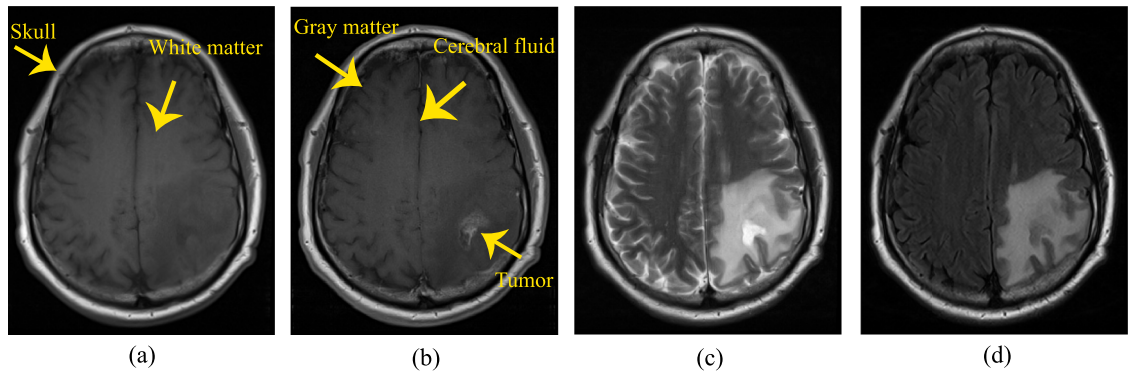 Skull
White matter
Gray matter
Cerebral fluid
Tumor
(a)
(b)
(c)
(d)